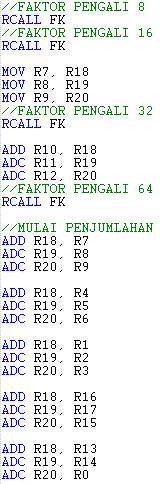 //FAKTOR PENGALI 8
RCALL FK
//FAKTOR PENGALI 16
RCALL FK
MOV R7, R18
MOV R8, R19
MOV R9, R20
//FAKTOR PENGALI 32
RCALL FK
ADD R10, R18
ADC R11, R19
ADC R12, R20
//FAKTOR PENGALI 64
RCALL FK
//MULAI PENJUMLAHAN
ADD R18, R7
ADC R19, R8
ADC R20, R9
ADD R18, R4
ADC R19, R5
ADC R20, R6
ADD R18, R1
ADC R19, R2
ADC R20, R3
ADD R18, R16
ADC R19, R17
ADC R20, R15
ADD R18, R13
ADC R19, R14
ADC R20, R0